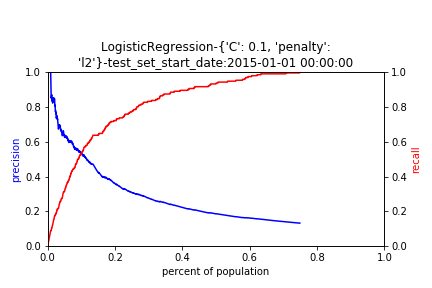 LogisticRegression-{'C': 0.1, 'penalty':
'l2'}-test_set_start_date:2015-01-01 00:00:00
1.0
1.0
0.8
0.8
0.6
0.6
precision
recall
0.4
0.4
0.2
0.2
0.0
0.0
0.0 0.2 0.4 0.6 0.8 1.0
percent of population